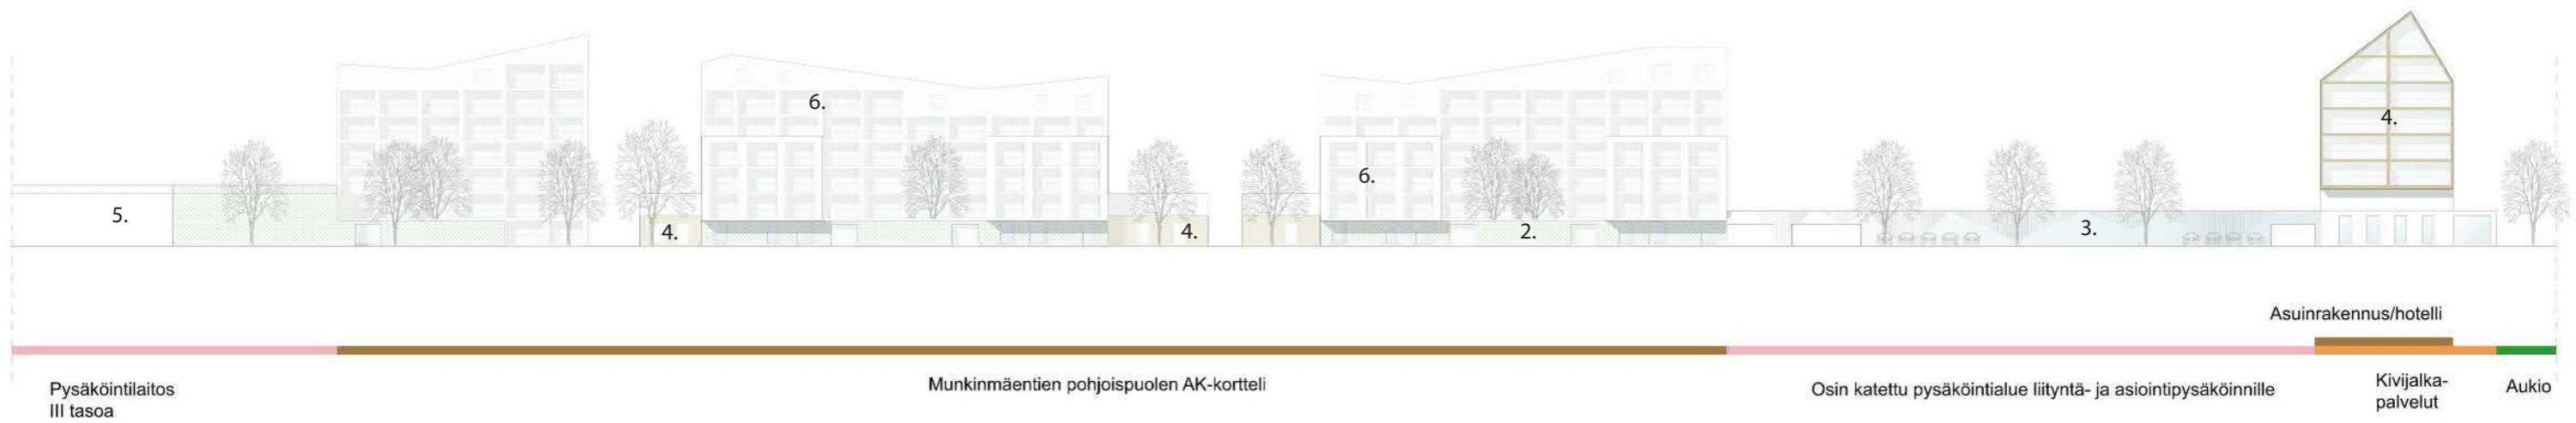 6.
4.
6.
5.
4.
4.
2.
3.
Asuinrakennus/hotelli
Pysäköintilaitos
III tasoa
Munkinmäentien pohjoispuolen AK-kortteli
Osin katettu pysäköintialue liityntä- ja asiointipysäköinnille
Kivijalka-
palvelut
Aukio